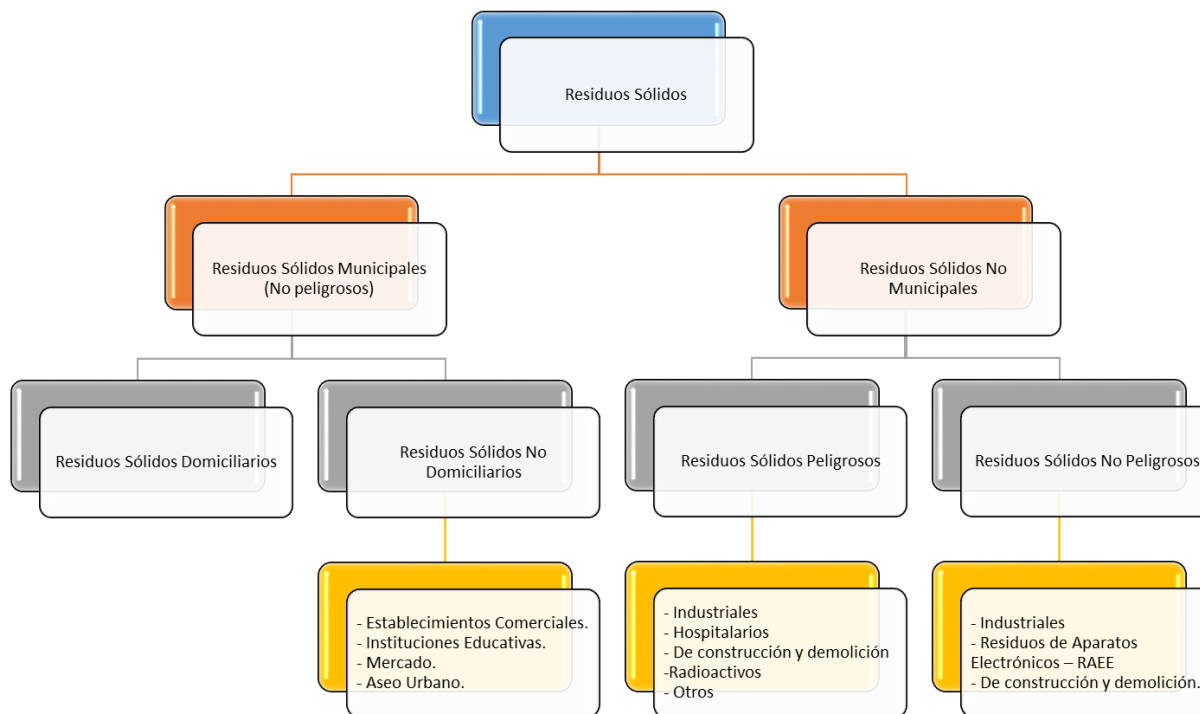 Residuos Sólidos
Residuos Sólidos Municipales
(No peligrosos)
Residuos Sólidos No
Municipales
Residuos Sólidos Domiciliarios
Residuos Sólidos No
Domiciliarios
Residuos Sólidos Peligrosos
Residuos Sólidos No Peligrosos
- Establecimientos Comerciales.
- Instituciones Educativas.
- Mercado.
- Aseo Urbano.
- Industriales
- Hospitalarios
- De construcción y demolición
-Radioactivos
- Otros
- Industriales
- Residuos de Aparatos
Electrónicos – RAEE
- De construcción y demolición.